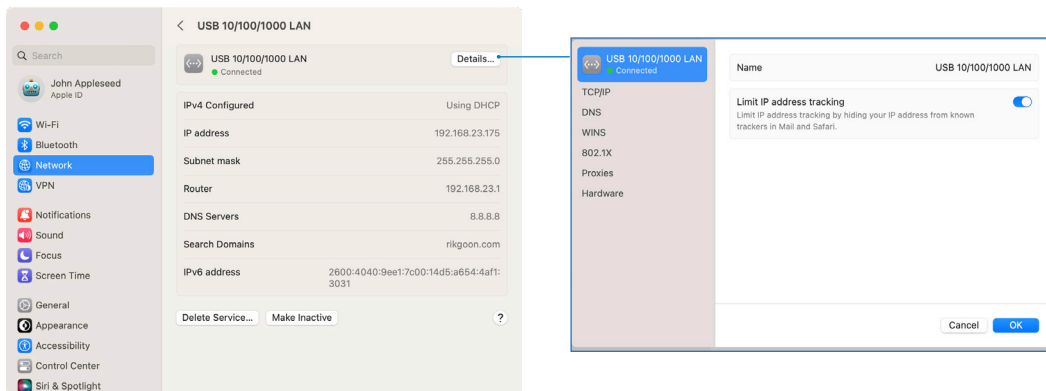 USB 10/100/1000 LAN
Search
John Appleseed
Apple ID
Wi-Fi
Bluetooth
Network
VPN
Notifications
Sound
Focus
Screen Time
General
Appearance
Accessibility
Control Center
Siri & Spotlight
USB 10/100/1000 LAN
Connected
Details...
IPv4 Configured Using DHCP
IP address 192.168.23.175
Subnet mask 255.255.255.0
Router 192.168.23.1
DNS Servers 8.8.8.8
Search Domains rikgoon.com
IPv6 address 2600:4040:9ee1:7c00:14d5:a654:4af1:
3031
Delete Service... Make Inactive ?
USB 10/100/1000 LAN
Connected
TCP/IP
DNS
WINS
802.1X
Proxies
Hardware
Name USB 10/100/1000 LAN
Limit IP address tracking
Limit IP address tracking by hiding your IP address from known
trackers in Mail and Safari.
Cancel OK